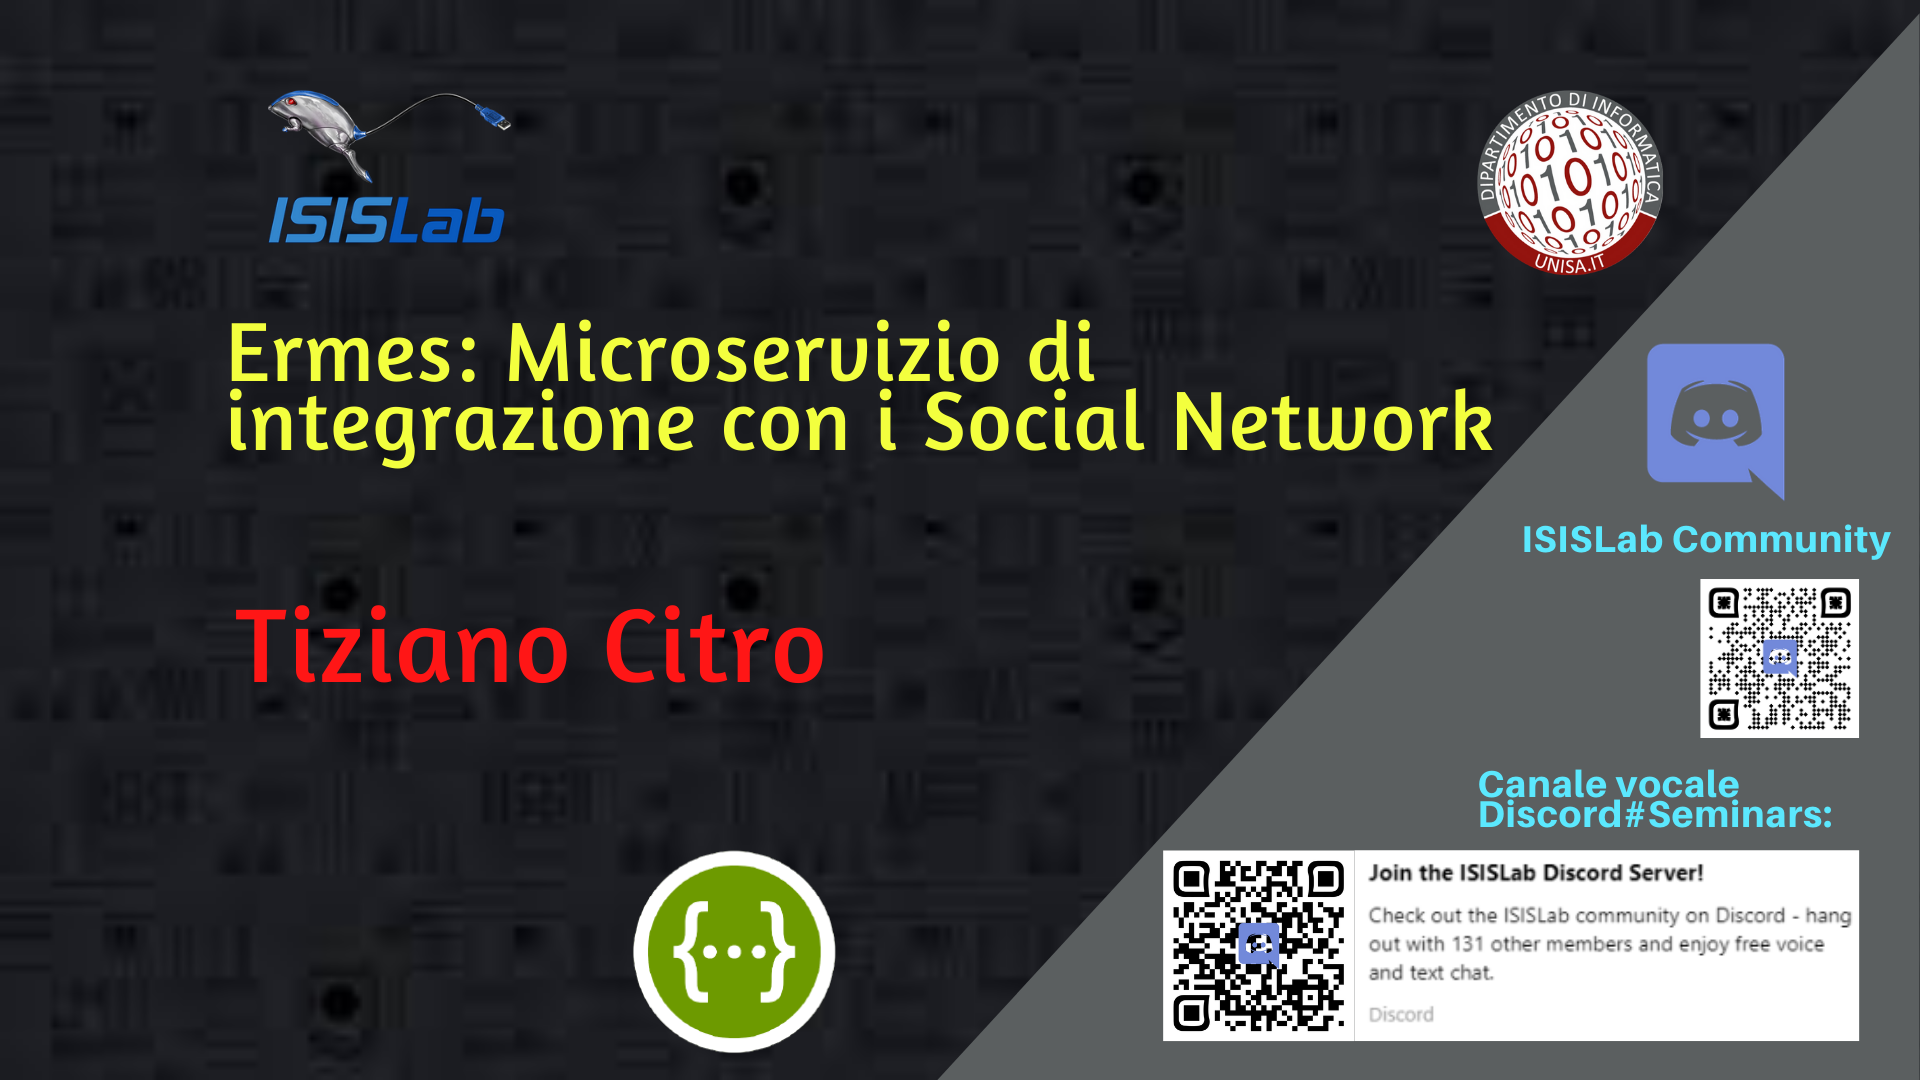 ISISLab
DIPARTIMENTO DI INFORMATICA
UNISA.IT
Ermes: Microservizio di
integrazione con i Social Network
Tiziano Citro
ISISLab Community
Canale vocale
Discord#Seminars:
Join the ISISLab Discord Server!
Check out the ISISLab community on Discord - hang
out with 131 other members and enjoy free voice
and text chat.
Discord
{...}